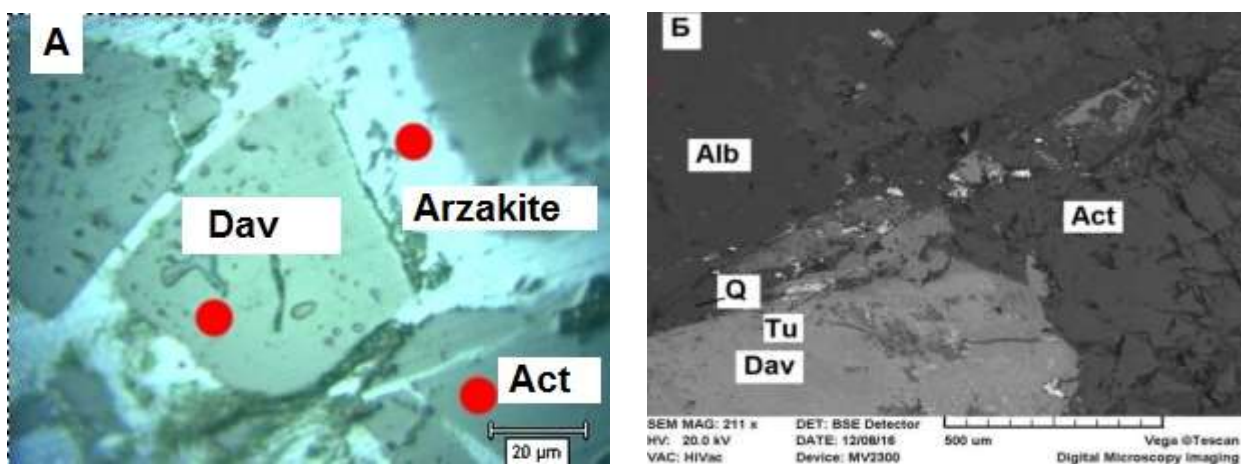 А
Dav
Arzakite
Act
20 µm
Б
Alb
Act
Q
Tu
Dav
SEM MAG: 211 x DET: BSE Detector
HV: 20.0 kV DATE: 12/08/16 500 um Vega ©Tescan
VAC: HiVac Device: MV2300 Digital Microscopy Imaging